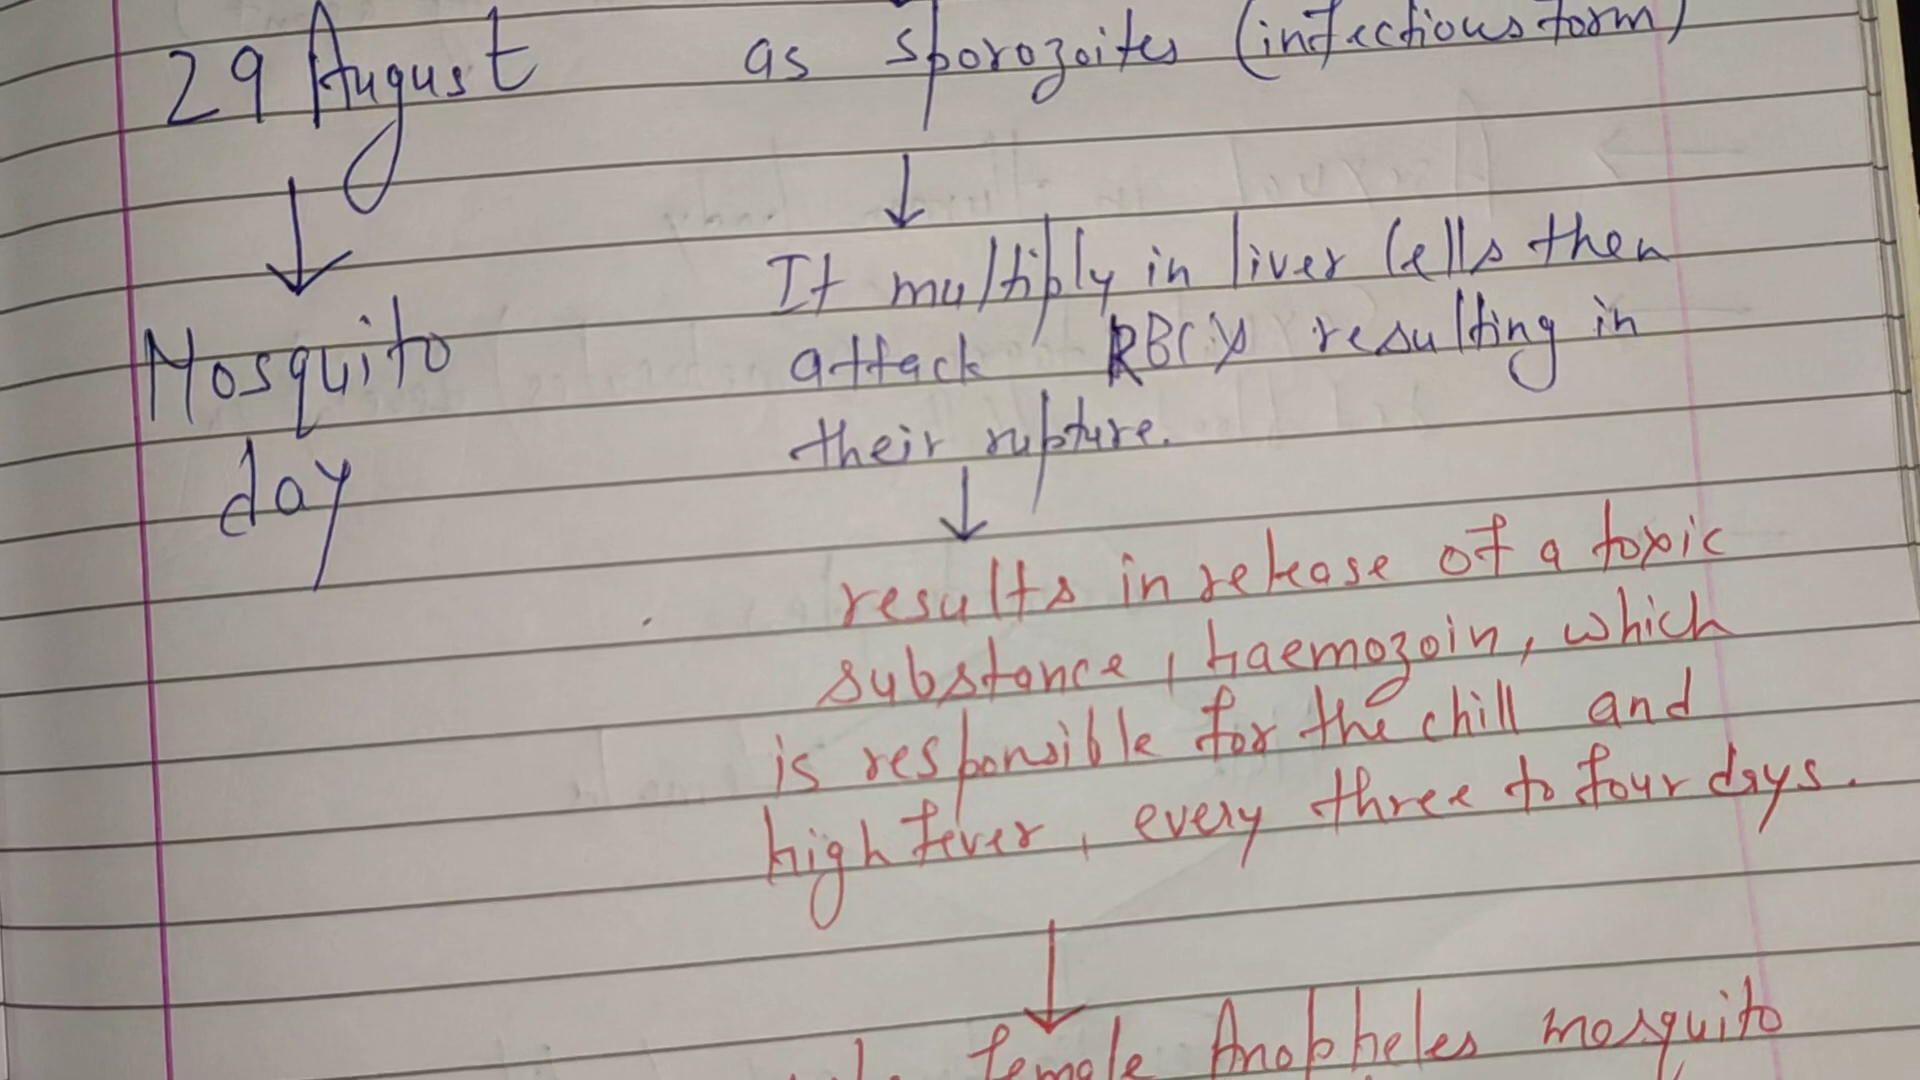 29 August
↓
Mosquito
day
as sporozoites (infectious form)
↓
It multiply in liver Cells then
attack RBCs resulting in
their rupture.
↓
results in release of a toxic
substance, haemozoin, which
is responsible for the chill and
high fever, every three to four days.
↓
female Anopheles mosquito